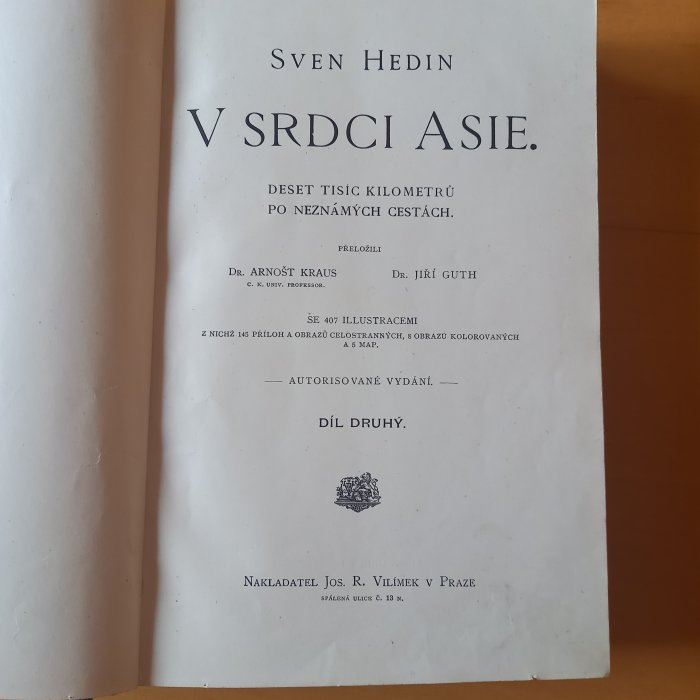 SVEN HEDIN
V SRDCI ASIE.
DESET TISÍC KILOMETRŮ
PO NEZNÁMÝCH CESTÁCH.
PŘELOŽILI
DR. ARNOŠT KRAUS DR. JIŘÍ GUTH
C. K. UNIV. PROFESSOR.
SE 407 ILLUSTRACEMI
Z NICHŽ 145 PŘÍLOH A OBRAZŮ CELOSTRANNÝCH, 8 OBRAZŮ KOLOROVANÝCH
A 5 MAP.
— AUTORISOVANÉ VYDÁNÍ. —
DÍL DRUHÝ.
NAKLADATEL JOS. R. VILÍMEK V PRAZE
SPÁLENÁ ULICE Č. 13 N.